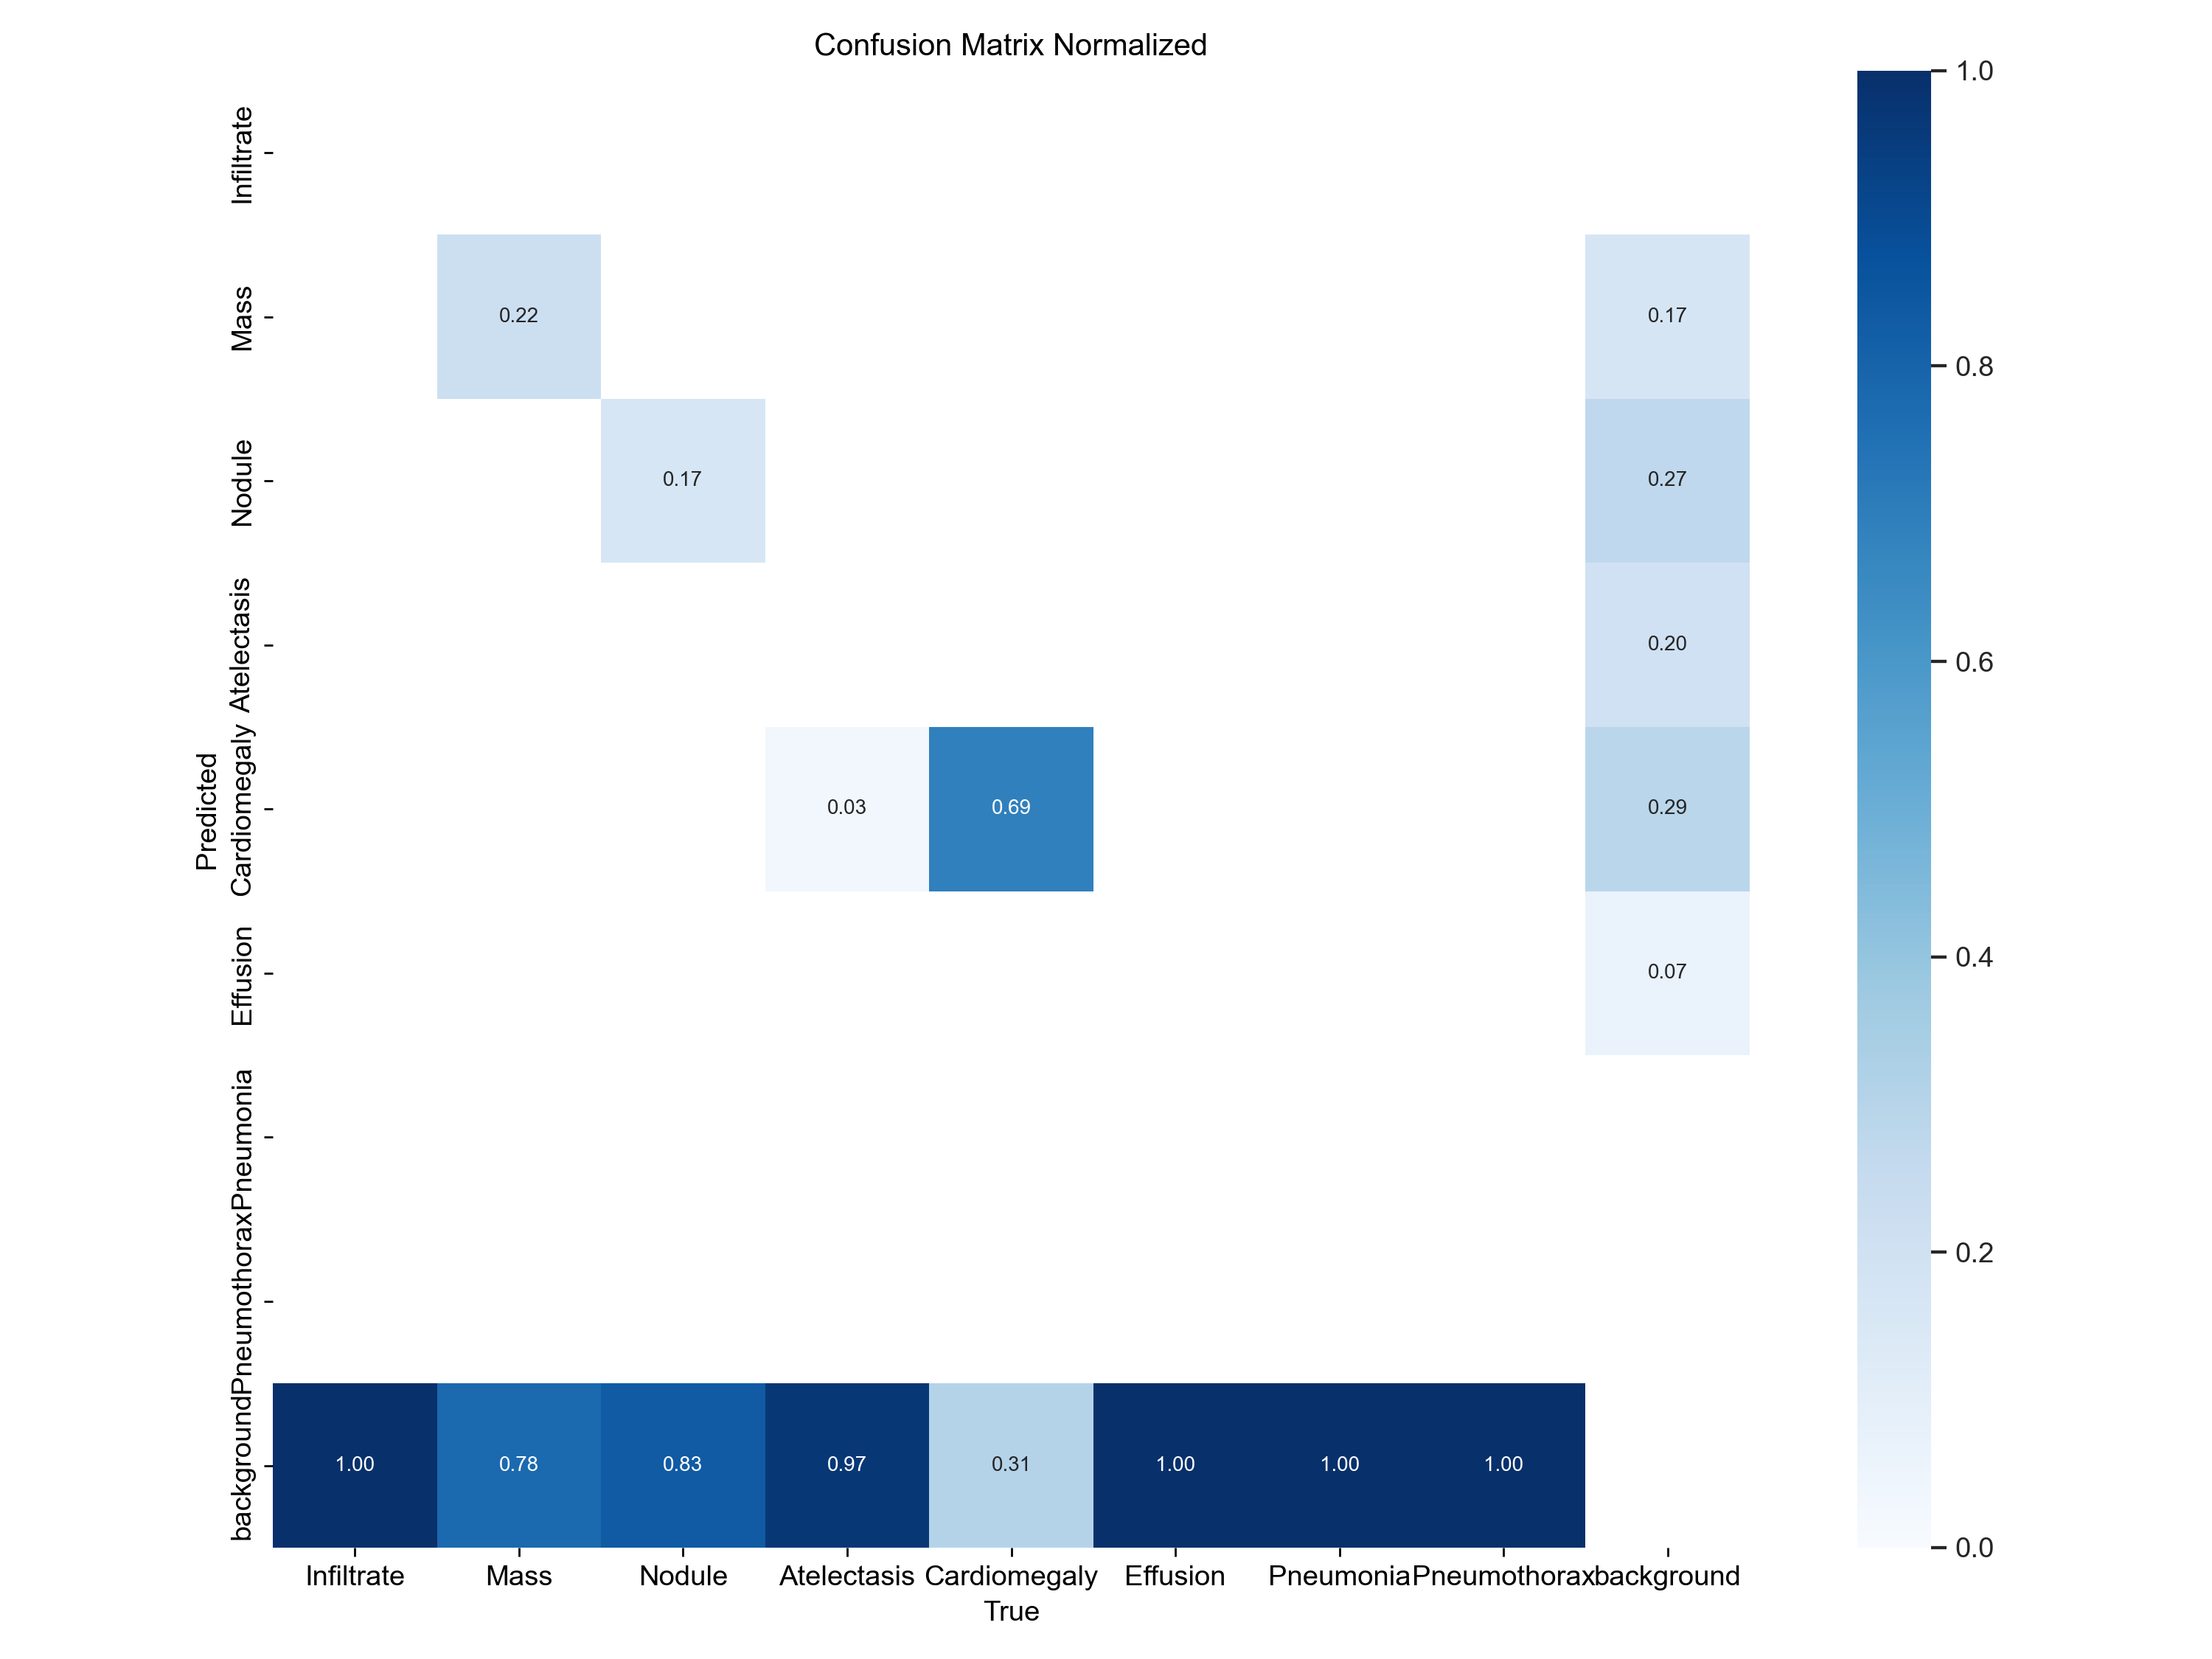 Confusion Matrix Normalized
Infiltrate
Mass
Nodule
Atelectasis
Cardiomegaly
Effusion
Pneumonia
Pneumothorax
background
Predicted
0.22
0.17
0.17
0.27
0.20
0.03
0.69
0.29
0.07
1.00
0.78
0.83
0.97
0.31
1.00
1.00
1.00
Infiltrate
Mass
Nodule
Atelectasis
Cardiomegaly
Effusion
Pneumonia
Pneumothorax
background
True
1.0
0.8
0.6
0.4
0.2
0.0